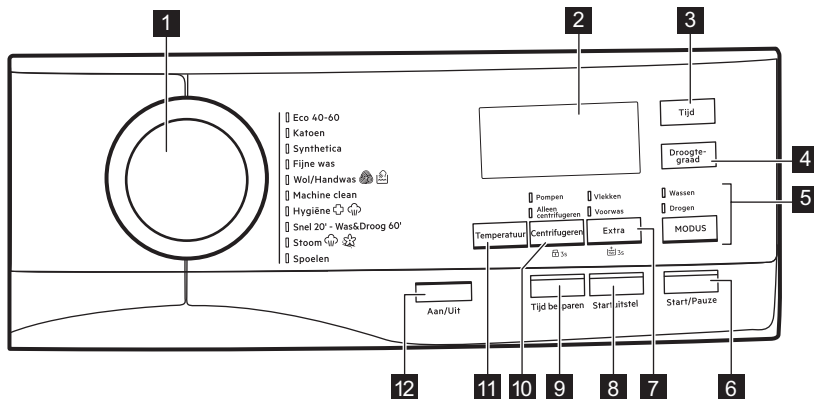 1
2
3
Tijd
4
Droogte-
graad
5
Eco 40-60
Katoen
Synthetica
Fijne was
Wol/Handwas
Machine clean
Hygiëne
Snel 20' - Was&Droog 60'
Stoom
Spoelen
Pompen
Alleen
centrifugeren
Vlekken
Voorwas
Wassen
Drogen
Temperatuur
Centrifugeren
Extra
MODUS
3s
3s
Aan/Uit
Tijd besparen
Startuitstel
Start/Pauze
12
11
10
9
8
7
6